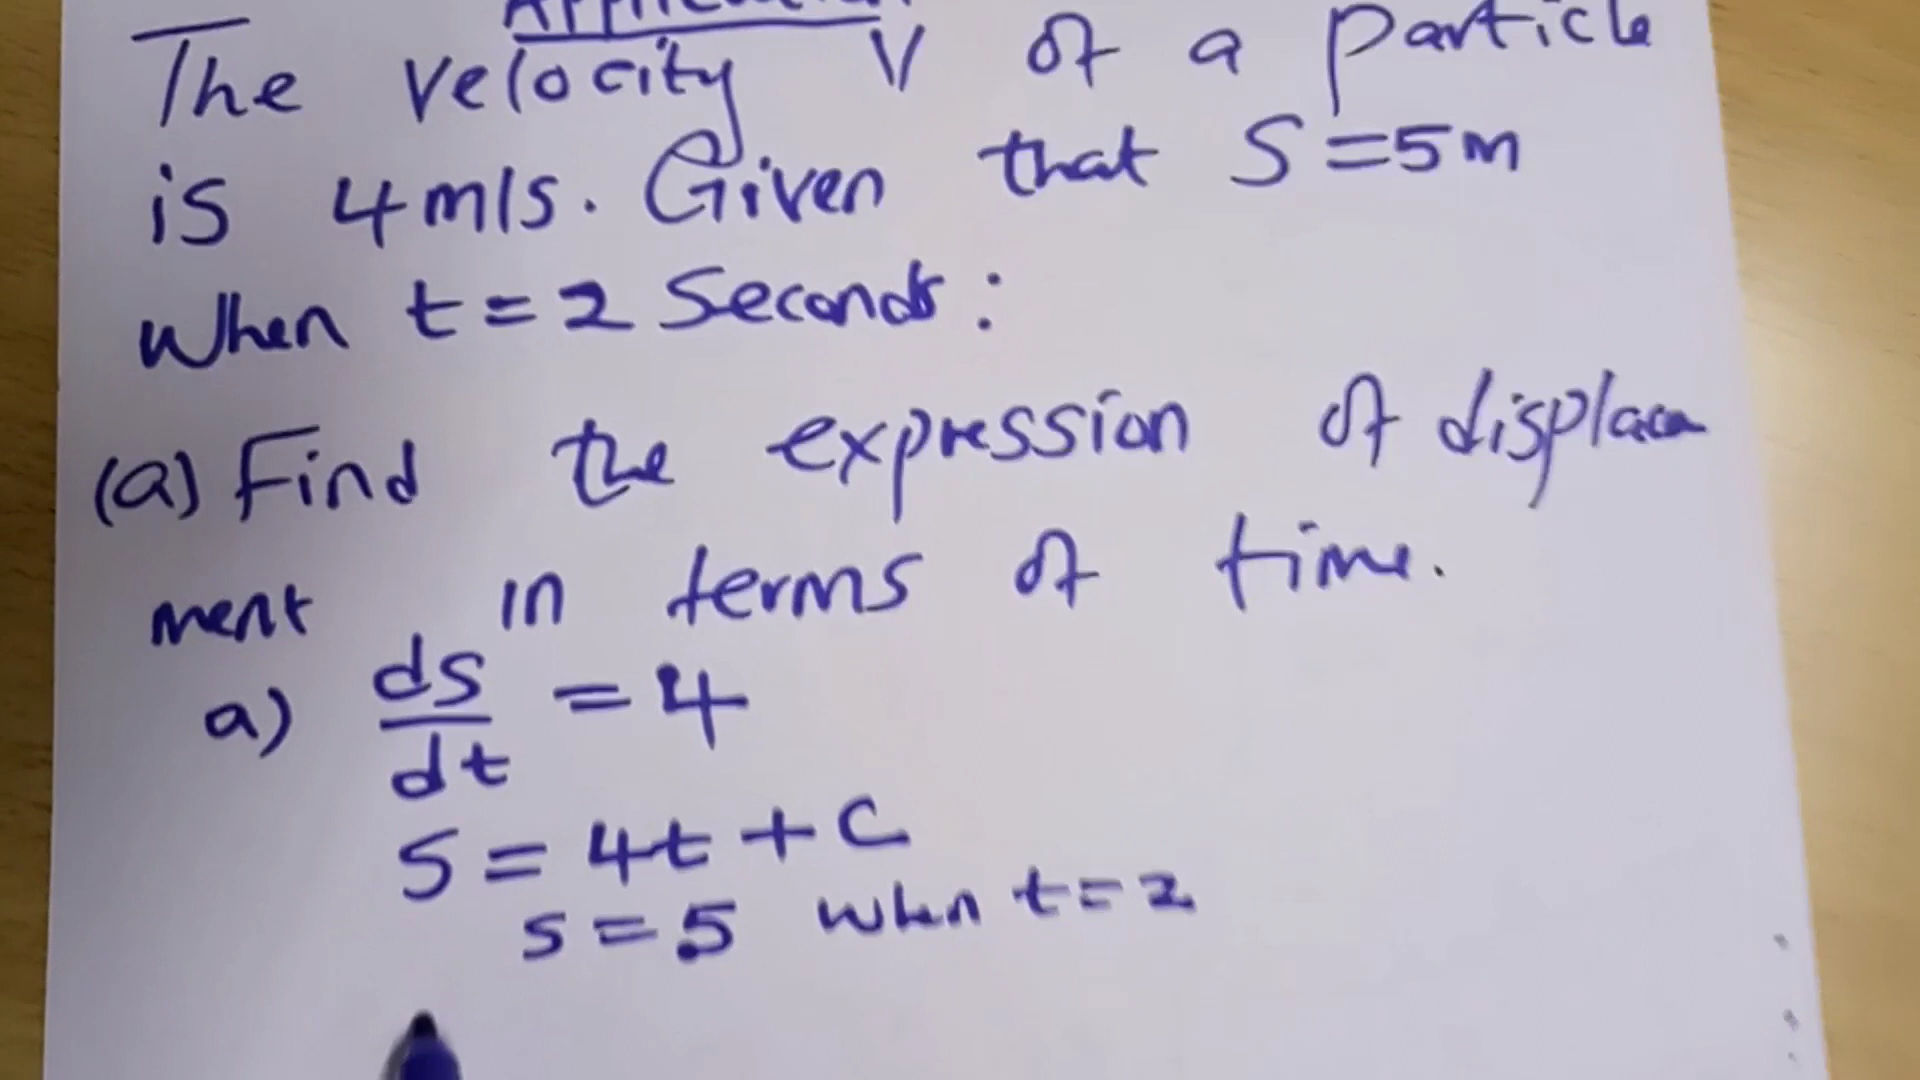 The velocity V of a particle
is 4m/s. Given that S=5m
when t=2 Seconds:
(a) Find the expression of displace
ment in terms of time.
a) ds/dt = 4
S = 4t + C
S = 5 when t = 2